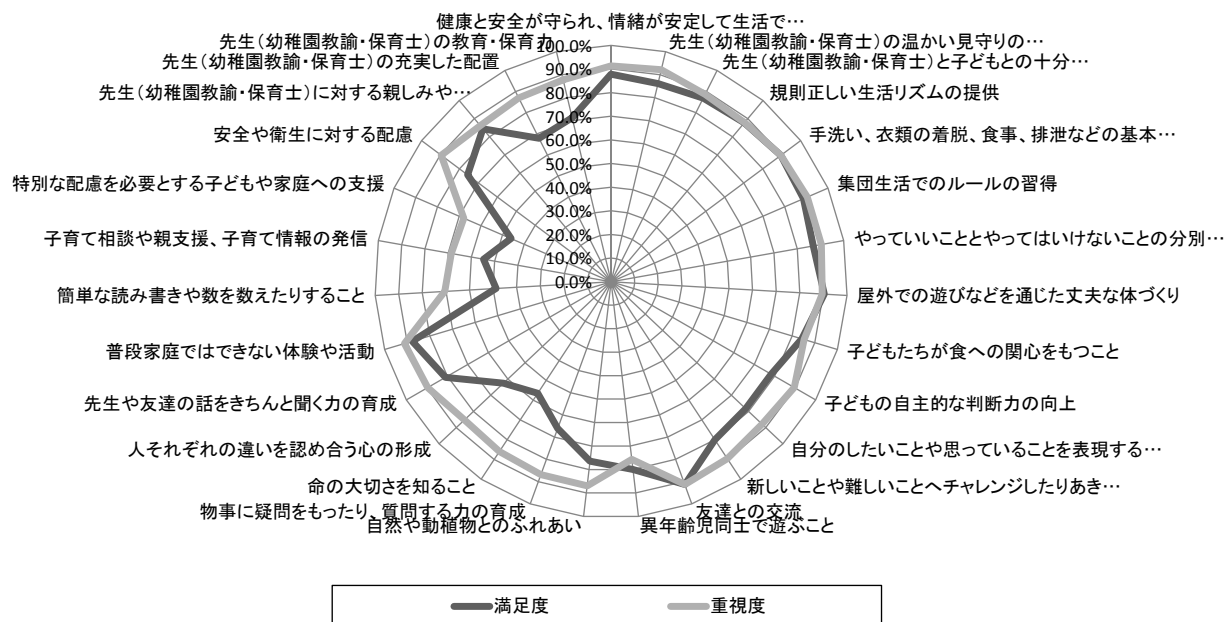 健康と安全が守られ、情緒が安定して生活で…
先生(幼稚園教諭・保育士)の温かい見守りの…
先生(幼稚園教諭・保育士)と子どもとの十分…
規則正しい生活リズムの提供
手洗い、衣類の着脱、食事、排泄などの基本…
集団生活でのルールの習得
やっていいこととやってはいけないことの分別…
屋外での遊びなどを通じた丈夫な体づくり
子どもたちが食への関心をもつこと
子どもの自主的な判断力の向上
自分のしたいことや思っていることを表現する…
新しいことや難しいことへチャレンジしたりあき…
友達との交流
異年齢児同士で遊ぶこと
自然や動植物とのふれあい
物事に疑問をもったり、質問する力の育成
命の大切さを知ること
人それぞれの違いを認め合う心の形成
先生や友達の話をきちんと聞く力の育成
普段家庭ではできない体験や活動
簡単な読み書きや数を数えたりすること
子育て相談や親支援、子育て情報の発信
特別な配慮を必要とする子どもや家庭への支援
安全や衛生に対する配慮
先生(幼稚園教諭・保育士)に対する親しみや…
先生(幼稚園教諭・保育士)の充実した配置
先生(幼稚園教諭・保育士)の教育・保育力
100.0%
90.0%
80.0%
70.0%
60.0%
50.0%
40.0%
30.0%
20.0%
10.0%
0.0%
満足度
重視度